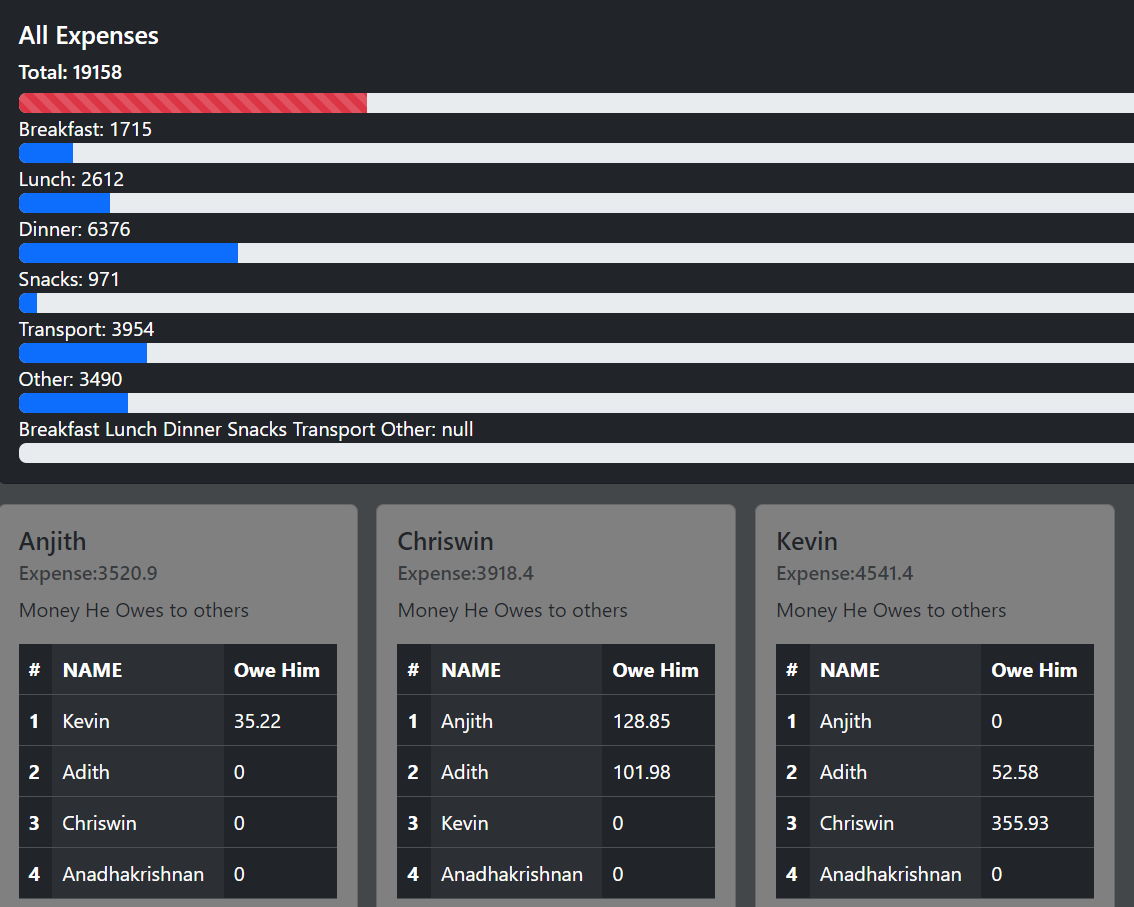 All Expenses
Total: 19158
Breakfast: 1715
Lunch: 2612
Dinner: 6376
Snacks: 971
Transport: 3954
Other: 3490
Breakfast Lunch Dinner Snacks Transport Other: null
Anjith
Expense:3520.9
Money He Owes to others
# NAME Owe Him
1 Kevin 35.22
2 Adith 0
3 Chriswin 0
4 Anadhakrishnan 0
Chriswin
Expense:3918.4
Money He Owes to others
# NAME Owe Him
1 Anjith 128.85
2 Adith 101.98
3 Kevin 0
4 Anadhakrishnan 0
Kevin
Expense:4541.4
Money He Owes to others
# NAME Owe Him
1 Anjith 0
2 Adith 52.58
3 Chriswin 355.93
4 Anadhakrishnan 0